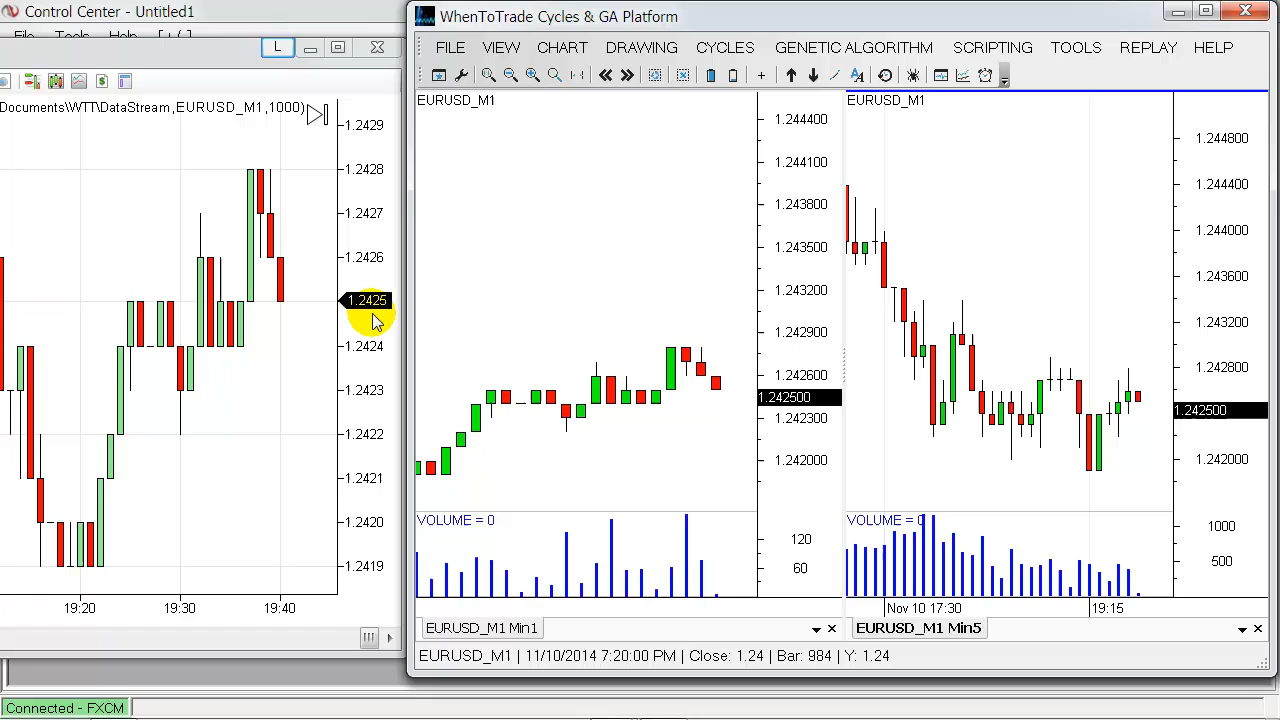 Control Center - Untitled1
File Tools Help
L
Documents\WTT\DataStream,EURUSD_M1,1000)
1.2429
1.2428
1.2427
1.2426
1.2425
1.2424
1.2423
1.2422
1.2421
1.2420
1.2419
19:20 19:30 19:40
Connected - FXCM
WhenToTrade Cycles & GA Platform
FILE VIEW CHART DRAWING CYCLES GENETIC ALGORITHM SCRIPTING TOOLS REPLAY HELP
EURUSD_M1
1.244400
1.244100
1.243800
1.243500
1.243200
1.242900
1.242600
1.242500
1.242300
1.242000
VOLUME = 0
120
60
EURUSD_M1 Min1
EURUSD_M1
1.244800
1.244400
1.244000
1.243600
1.243200
1.242800
1.242500
1.242000
VOLUME = 0
1000
500
Nov 10 17:30 19:15
EURUSD_M1 Min5
EURUSD_M1 | 11/10/2014 7:20:00 PM | Close: 1.24 | Bar: 984 | Y: 1.24